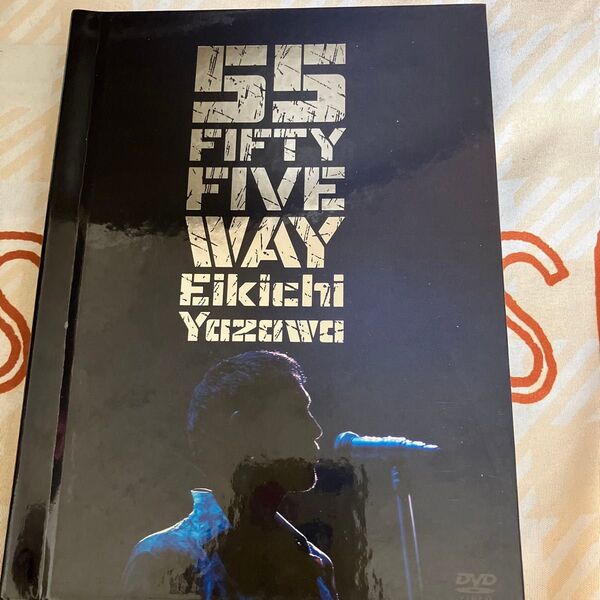 55
FIFTY
FIVE
WAY
Eikichi
Yazawa
DVD